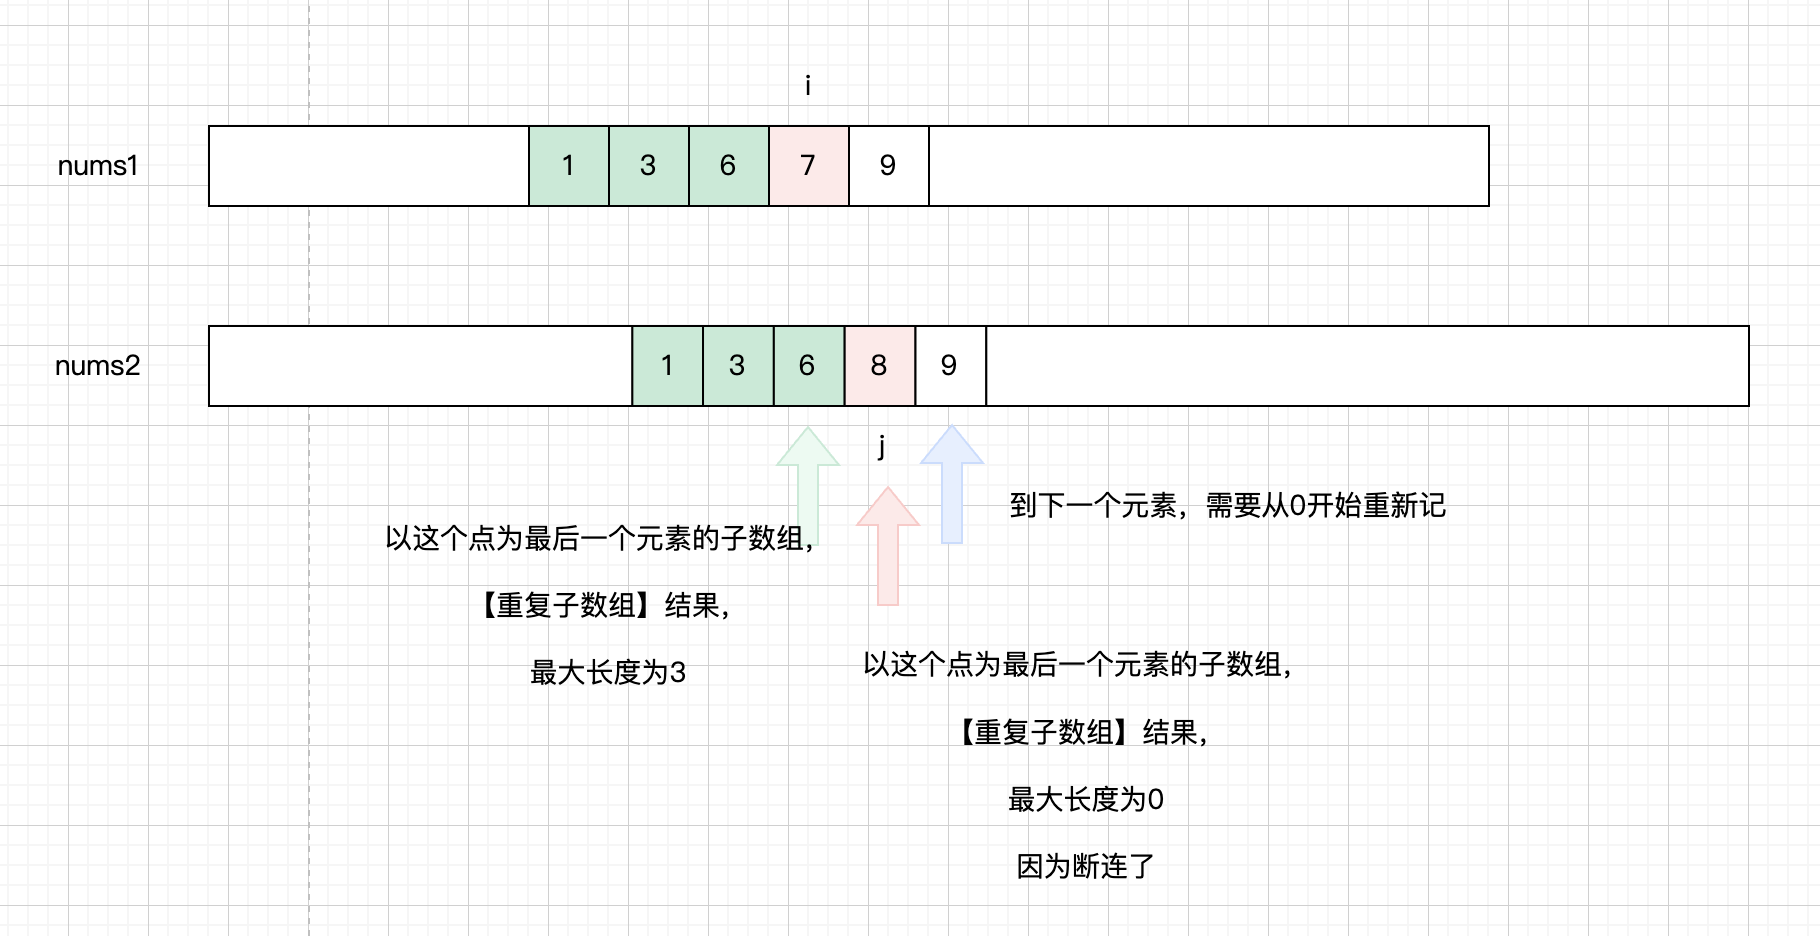 i
nums1
1 3 6 7 9
nums2
1 3 6 8 9
j
到下一个元素，需要从0开始重新记
以这个点为最后一个元素的子数组，
【重复子数组】结果，
最大长度为3
以这个点为最后一个元素的子数组，
【重复子数组】结果，
最大长度为0
因为断连了